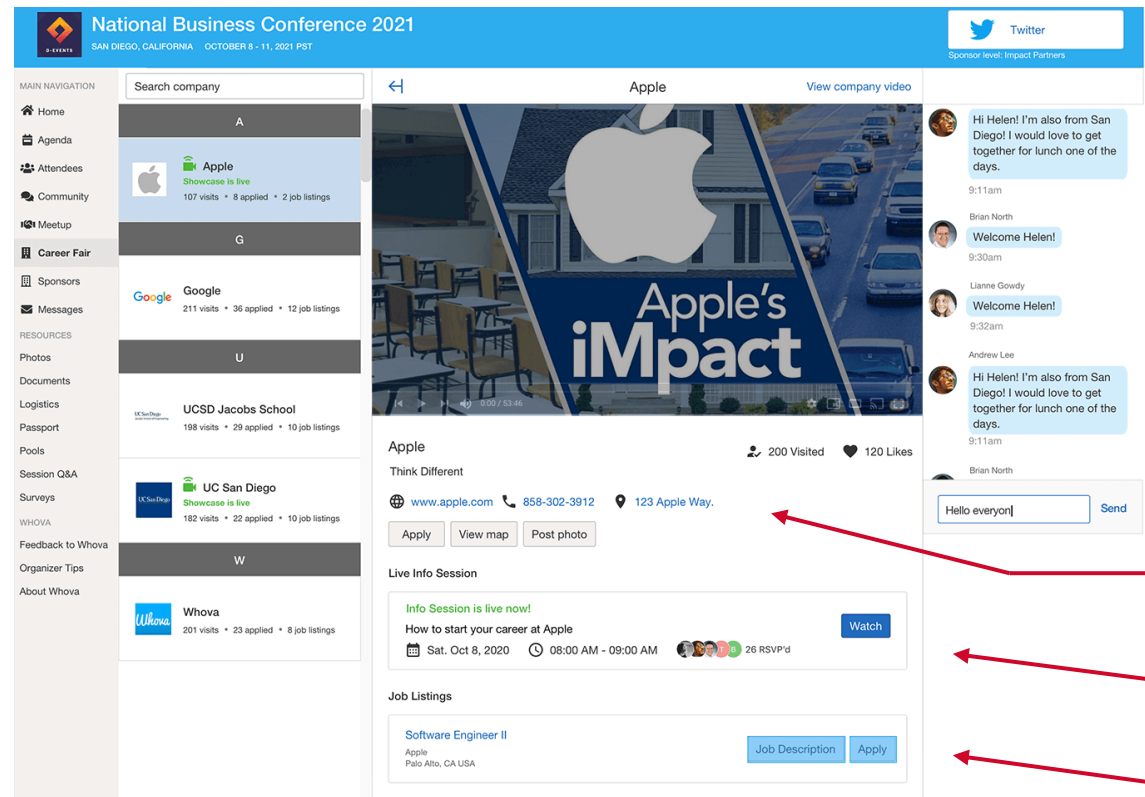 National Business Conference 2021
SAN DIEGO, CALIFORNIA OCTOBER 8 - 11, 2021 PST
D-EVENTS
Twitter
Sponsor level: Impact Partners
MAIN NAVIGATION
Home
Agenda
Attendees
Community
Meetup
Career Fair
Sponsors
Messages
RESOURCES
Photos
Documents
Logistics
Passport
Pools
Session Q&A
Surveys
WHOVA
Feedback to Whova
Organizer Tips
About Whova
Search company
A
Apple
Showcase is live
107 visits • 8 applied • 2 job listings
G
Google
Google
211 visits • 36 applied • 12 job listings
U
UC San Diego
UCSD Jacobs School
198 visits • 29 applied • 10 job listings
UC San Diego
UC San Diego
Showcase is live
182 visits • 22 applied • 10 job listings
W
Whova
Whova
201 visits • 23 applied • 8 job listings
Apple
View company video
Apple's
iMpact
0:00 / 53:46
Apple
200 Visited
120 Likes
Think Different
www.apple.com
858-302-3912
123 Apple Way.
Apply
View map
Post photo
Live Info Session
Info Session is live now!
How to start your career at Apple
Watch
Sat. Oct 8, 2020
08:00 AM - 09:00 AM
T
B
26 RSVP'd
Job Listings
Software Engineer II
Apple
Palo Alto, CA USA
Job Description
Apply
Hi Helen! I'm also from San
Diego! I would love to get
together for lunch one of the
days.
9:11am
Brian North
Welcome Helen!
9:30am
Lianne Gowdy
Welcome Helen!
9:32am
Andrew Lee
Hi Helen! I'm also from San
Diego! I would love to get
together for lunch one of the
days.
9:11am
Brian North
Hello everyon
Send